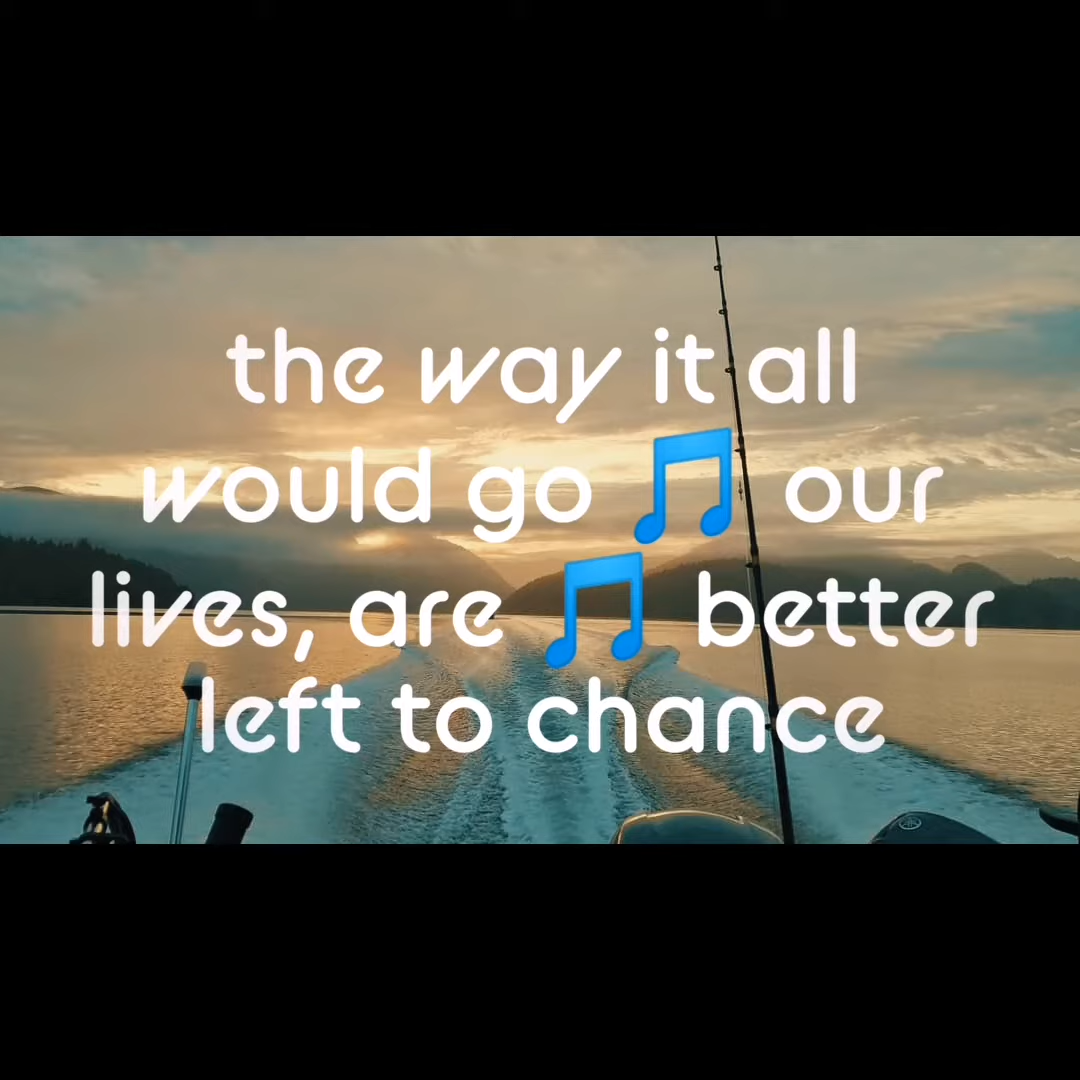 the way it all
would go 🎵 our
lives, are 🎵 better
left to chance